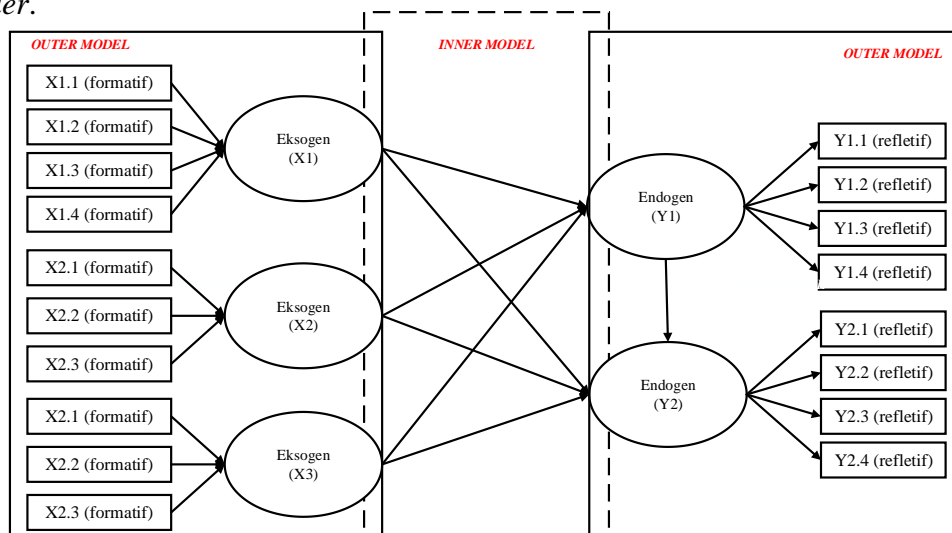 er.
OUTER MODEL
INNER MODEL
OUTER MODEL
X1.1 (formatif)
X1.2 (formatif)
X1.3 (formatif)
X1.4 (formatif)
Eksogen
(X1)
X2.1 (formatif)
X2.2 (formatif)
X2.3 (formatif)
Eksogen
(X2)
X2.1 (formatif)
X2.2 (formatif)
X2.3 (formatif)
Eksogen
(X3)
Endogen
(Y1)
Endogen
(Y2)
Y1.1 (refletif)
Y1.2 (refletif)
Y1.3 (refletif)
Y1.4 (refletif)
Y2.1 (refletif)
Y2.2 (refletif)
Y2.3 (refletif)
Y2.4 (refletif)